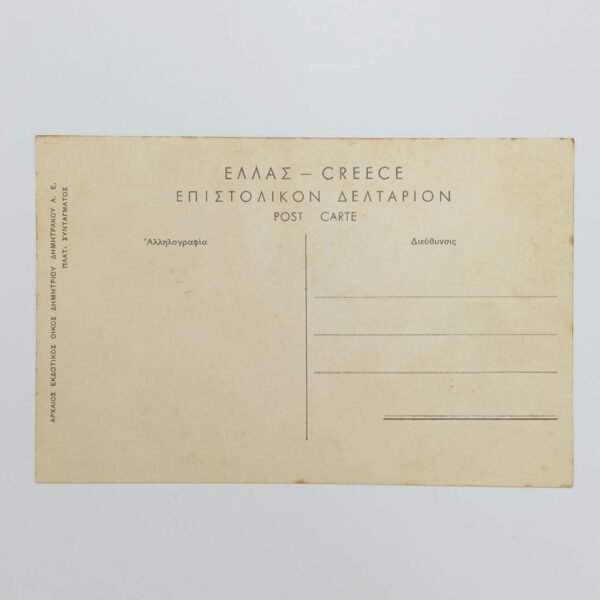 ΕΛΛΑΣ – CREECE
ΕΠΙΣΤΟΛΙΚΟΝ ΔΕΛΤΑΡΙΟΝ
POST CARTE
Ἀλληλογραφία
Διεύθυνσις
ΑΡΧΑΙΟΣ ΕΚΔΟΤΙΚΟΣ ΟΙΚΟΣ ΔΗΜΗΤΡΙΟΥ ΔΗΜΗΤΡΑΚΟΥ Α. Ε.
ΠΛΑΤ· ΣΥΝΤΑΓΜΑΤΟΣ